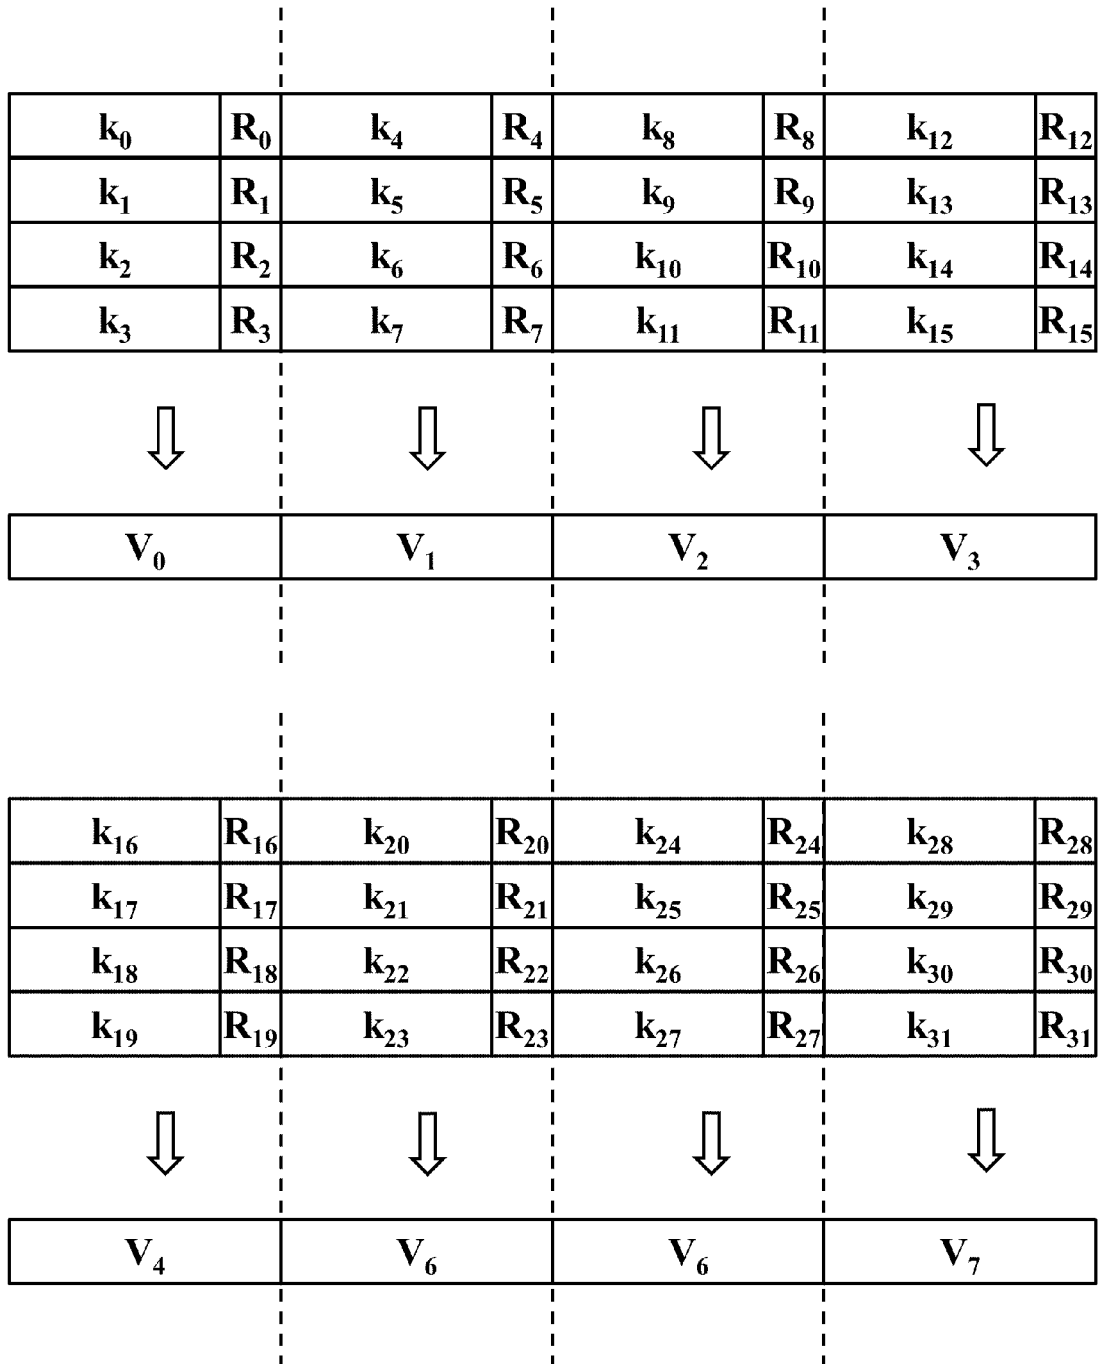 k₀ R₀ k₄ R₄ k₈ R₈ k₁₂ R₁₂
k₁ R₁ k₅ R₅ k₉ R₉ k₁₃ R₁₃
k₂ R₂ k₆ R₆ k₁₀ R₁₀ k₁₄ R₁₄
k₃ R₃ k₇ R₇ k₁₁ R₁₁ k₁₅ R₁₅
V₀ V₁ V₂ V₃
k₁₆ R₁₆ k₂₀ R₂₀ k₂₄ R₂₄ k₂₈ R₂₈
k₁₇ R₁₇ k₂₁ R₂₁ k₂₅ R₂₅ k₂₉ R₂₉
k₁₈ R₁₈ k₂₂ R₂₂ k₂₆ R₂₆ k₃₀ R₃₀
k₁₉ R₁₉ k₂₃ R₂₃ k₂₇ R₂₇ k₃₁ R₃₁
V₄ V₆ V₆ V₇